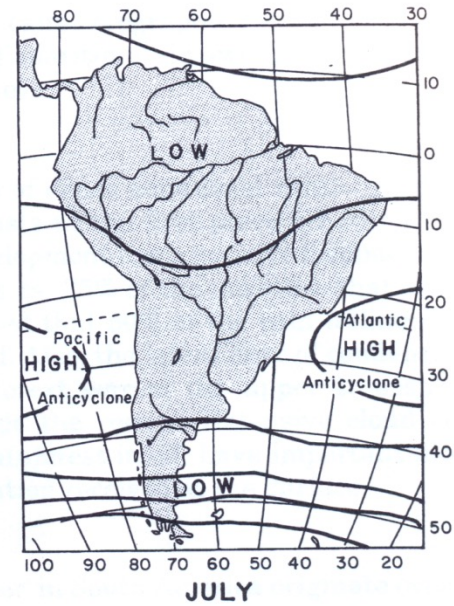 80 70 60 50 40 30
10
LOW
0
10
20
Pacific
Atlantic
HIGH
HIGH
30
Anticyclone
Anticyclone
40
LOW
50
100 90 80 70 60 50 40 30 20
JULY